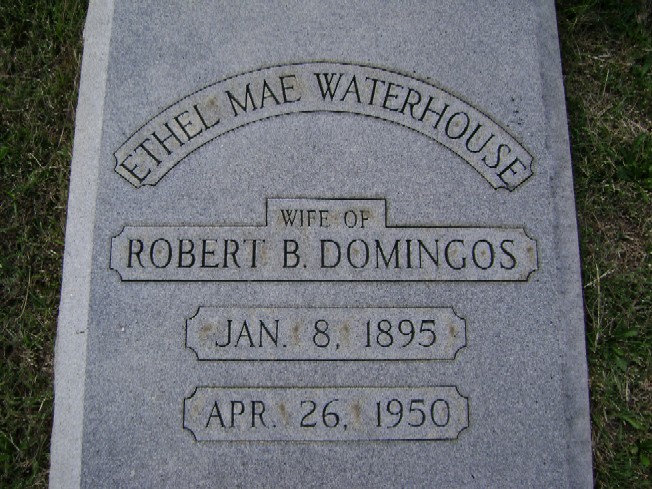 ETHEL MAE WATERHOUSE
WIFE OF
ROBERT B. DOMINGOS
JAN. 8, 1895
APR. 26, 1950